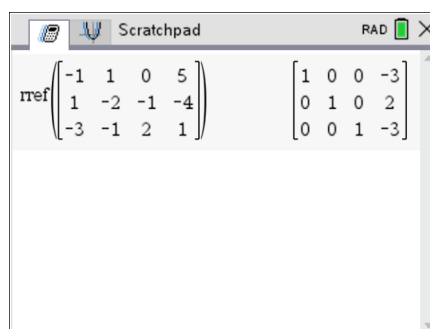 Scratchpad RAD
rref([-1 1 0 5 [1 0 0 -3
1 -2 -1 -4 0 1 0 2
-3 -1 2 1]) 0 0 1 -3]